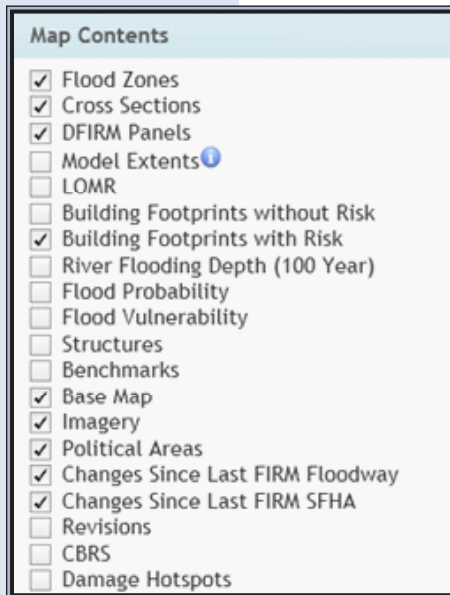 Map Contents
Flood Zones
Cross Sections
DFIRM Panels
Model Extents i
LOMR
Building Footprints without Risk
Building Footprints with Risk
River Flooding Depth (100 Year)
Flood Probability
Flood Vulnerability
Structures
Benchmarks
Base Map
Imagery
Political Areas
Changes Since Last FIRM Floodway
Changes Since Last FIRM SFHA
Revisions
CBRS
Damage Hotspots